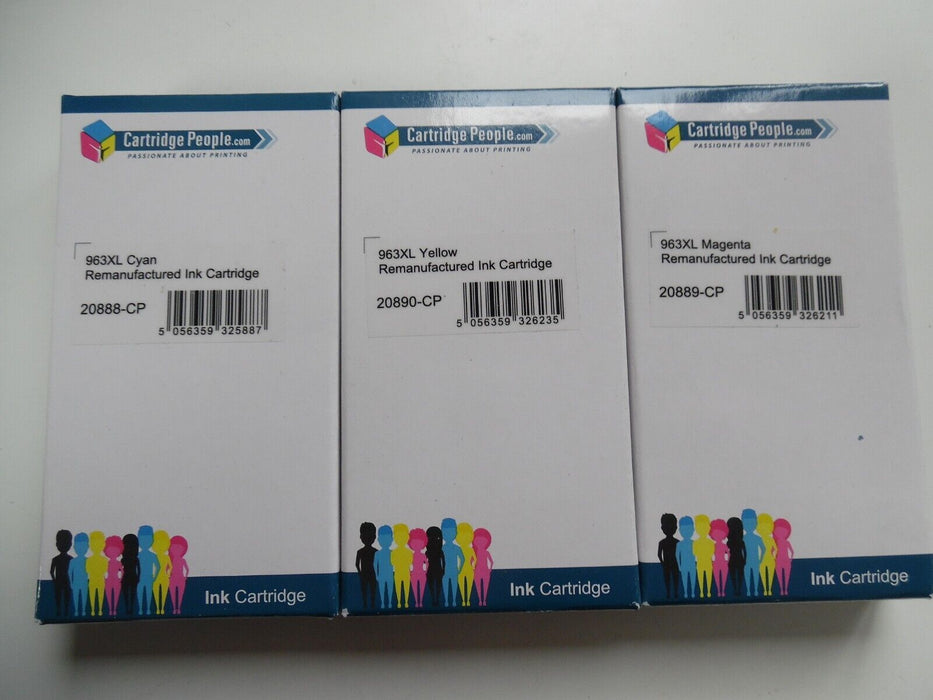 Cartridge People.com
PASSIONATE ABOUT PRINTING
963XL Cyan
Remanufactured Ink Cartridge
20888-CP
5 056359 325887
Ink Cartridge
Cartridge People.com
PASSIONATE ABOUT PRINTING
963XL Yellow
Remanufactured Ink Cartridge
20890-CP
5 056359 326235
Ink Cartridge
Cartridge People.com
PASSIONATE ABOUT PRINTING
963XL Magenta
Remanufactured Ink Cartridge
20889-CP
5 056359 326211
Ink Cartridge